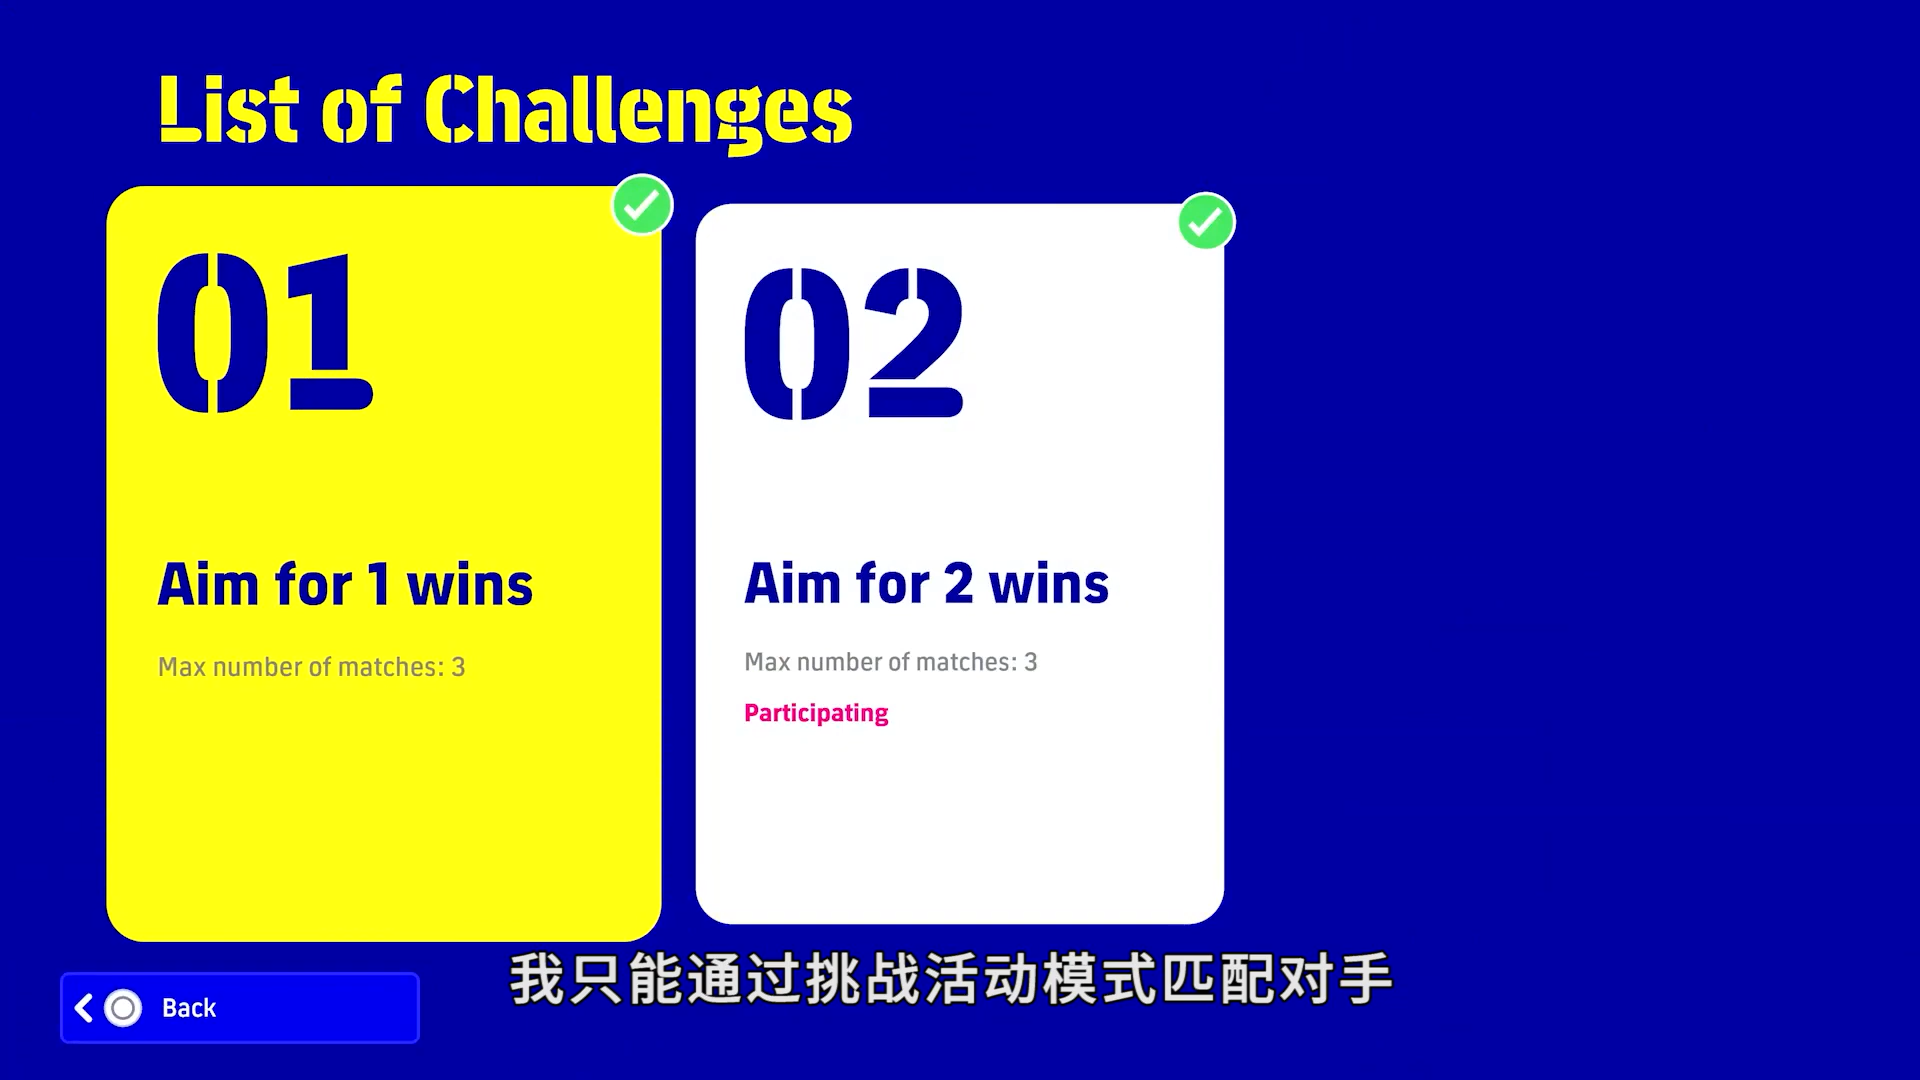 List of Challenges
01
Aim for 1 wins
Max number of matches: 3
02
Aim for 2 wins
Max number of matches: 3
Participating
我只能通过挑战活动模式匹配对手
Back